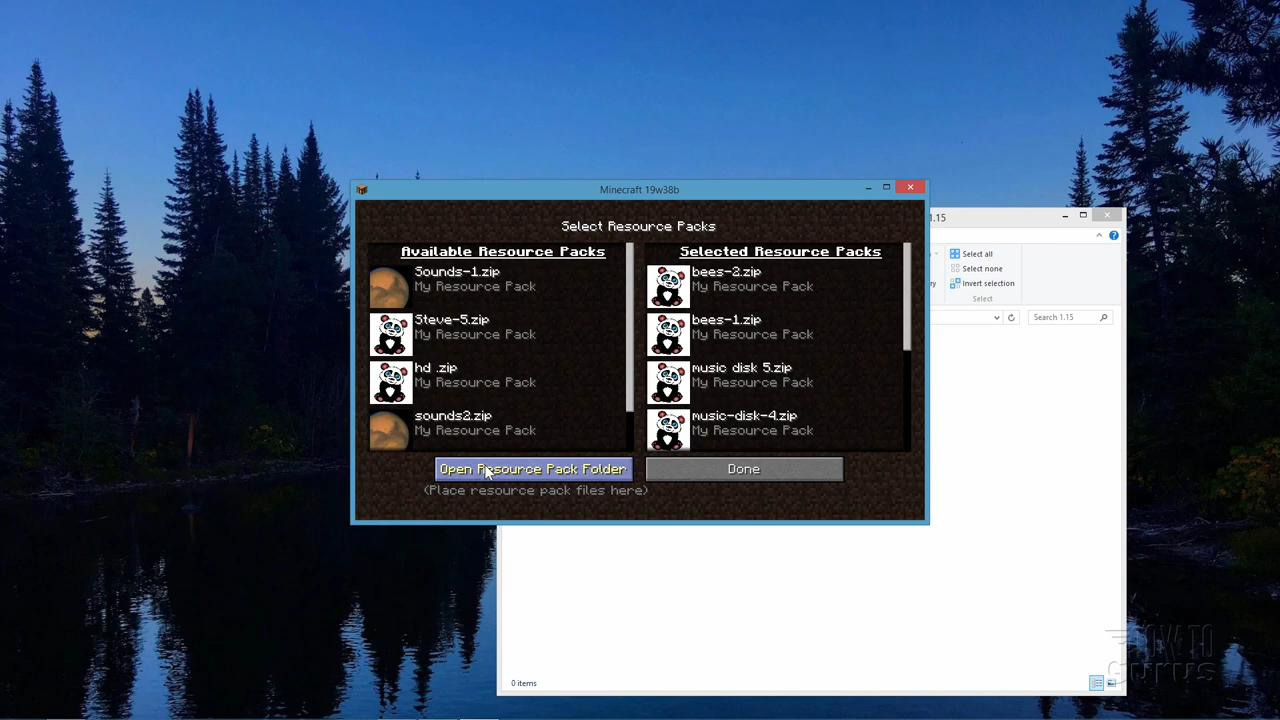 Minecraft 19w38b
Select Resource Packs
Available Resource Packs
Sounds-1.zip
My Resource Pack
Steve-5.zip
My Resource Pack
hd .zip
My Resource Pack
sounds2.zip
My Resource Pack
Selected Resource Packs
bees-2.zip
My Resource Pack
bees-1.zip
My Resource Pack
music disk 5.zip
My Resource Pack
music-disk-4.zip
My Resource Pack
Open Resource Pack Folder
Done
(Place resource pack files here)
1.15
Select all
Select none
Invert selection
Select
Search 1.15
0 items
HOW TO
GURUS